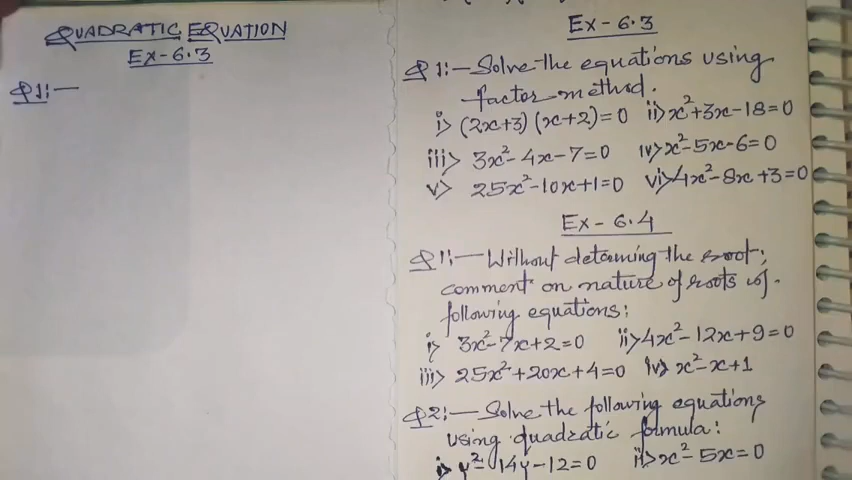 QUADRATIC EQUATION
Ex-6.3
Q1:-
Ex-6.3
Q1:- Solve the equations using
factor method.
i> (2x+3)(x+2)=0 ii> x²+3x-18=0
iii> 3x²-4x-7=0 iv> x²-5x-6=0
v> 25x²-10x+1=0 vi> 4x²-8x+3=0
Ex-6.4
Q1:- Without deterning the root,
comment on nature of roots of
following equations:
i> 3x²-7x+2=0 ii> 4x²-12x+9=0
iii> 25x²+20x+4=0 iv> x²-x+1
Q2:- Solve the following equations
using quadratic formula:
i> y²-14y-12=0 ii> x²-5x=0